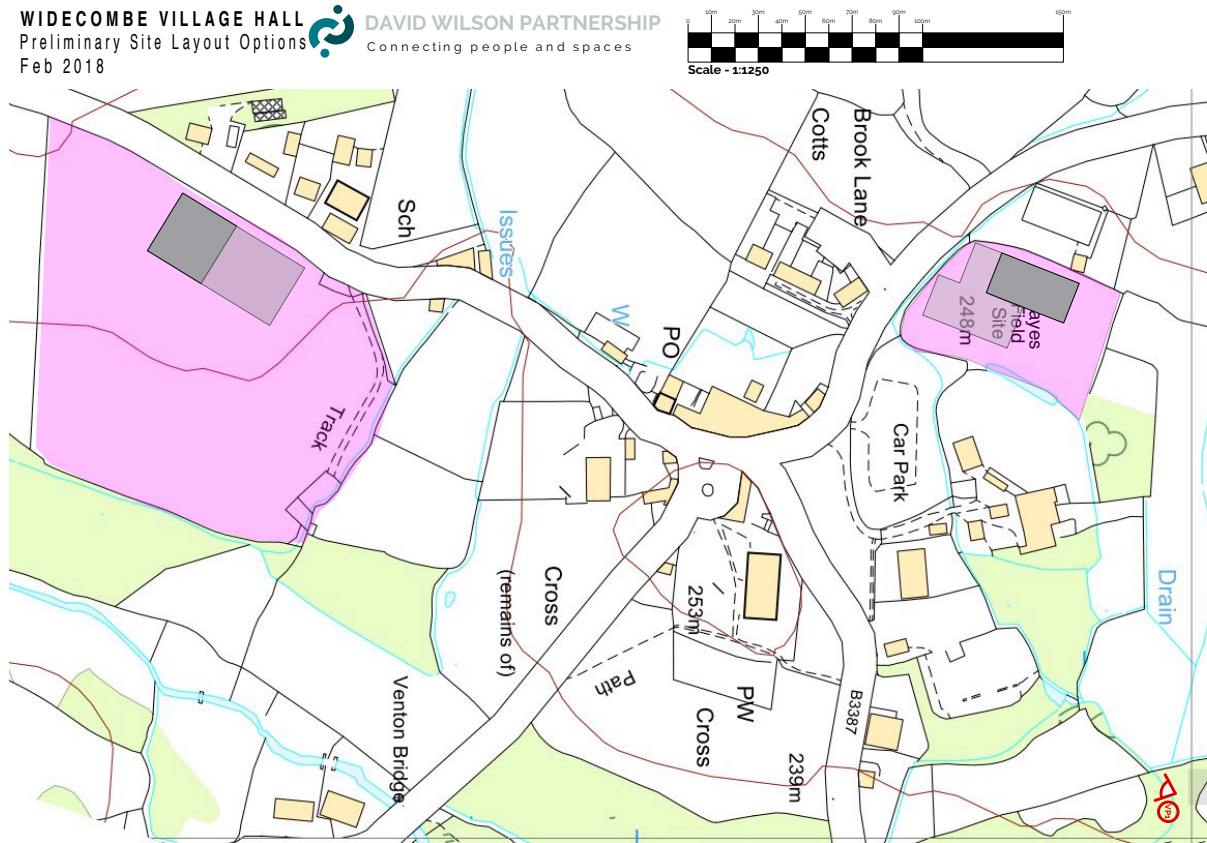 WIDECOMBE VILLAGE HALL
Preliminary Site Layout Options
Feb 2018
DAVID WILSON PARTNERSHIP
Connecting people and spaces
10m 30m 50m 70m 90m
0 20m 40m 60m 80m 100m 150m
Scale - 1:1250
Brook Lane
Cotts
Sch
Issues
W
PO
ayes
Field
Site
248m
Track
Car Park
Cross
(remains of)
253m
Drain
Path
PW
Cross
B3387
239m
Venton Bridge
VP1